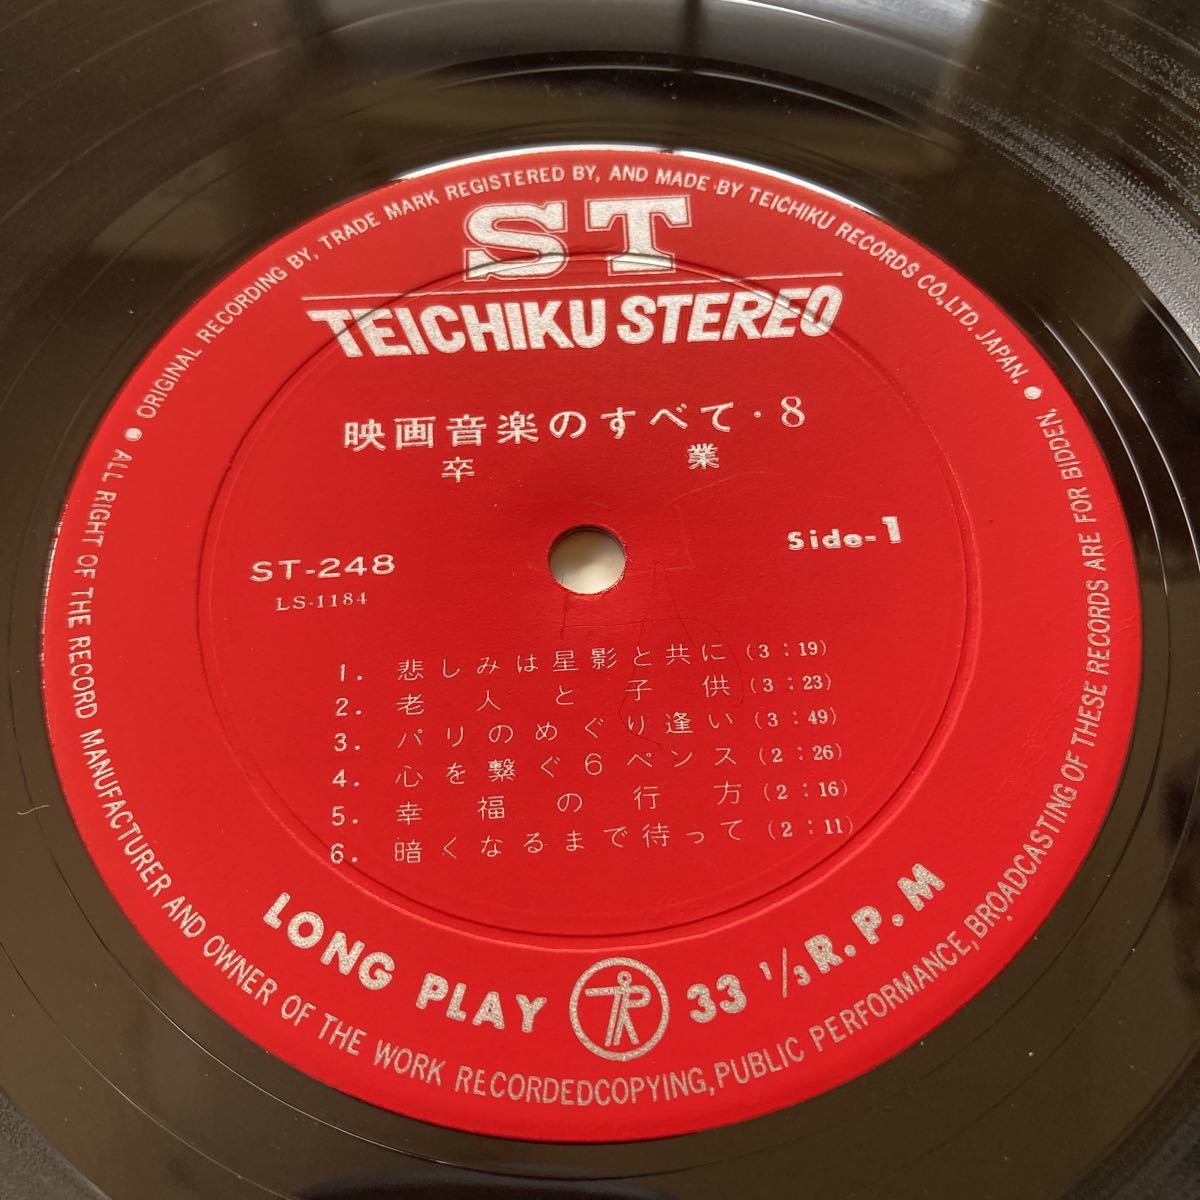 ORIGINAL RECORDING BY, TRADE MARK REGISTERED BY, AND MADE BY TEICHIKU RECORDS CO., LTD. JAPAN.
ST
TEICHIKU STEREO
映画音楽のすべて・8
卒業
Side-1
ST-248
LS-1184
1. 悲しみは星影と共に (3:19)
2. 老人と子供 (3:23)
3. パリのめぐり逢い (3:49)
4. 心を繋ぐ6ペンス (2:26)
5. 幸福の行方 (2:16)
6. 暗くなるまで待って (2:11)
LONG PLAY 33 1/3 R.P.M
ALL RIGHT OF THE RECORD MANUFACTURER AND OWNER OF THE WORK RECORDEDCOPYING, PUBLIC PERFORMANCE, BROADCASTING OF THESE RECORDS ARE FOR BIDDEN.